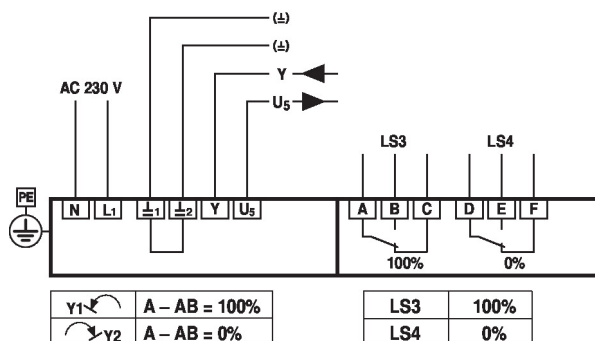 (⊥)
(⊥)
Y
AC 230 V
U5
LS3 LS4
PE
N L1 ⊥1 ⊥2 Y U5 A B C D E F
100% 0%
Y1 A – AB = 100%
Y2 A – AB = 0%
LS3 100%
LS4 0%